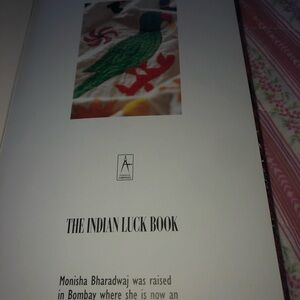 THE INDIAN LUCK BOOK
Monisha Bharadwaj was raised
in Bombay where she is now an